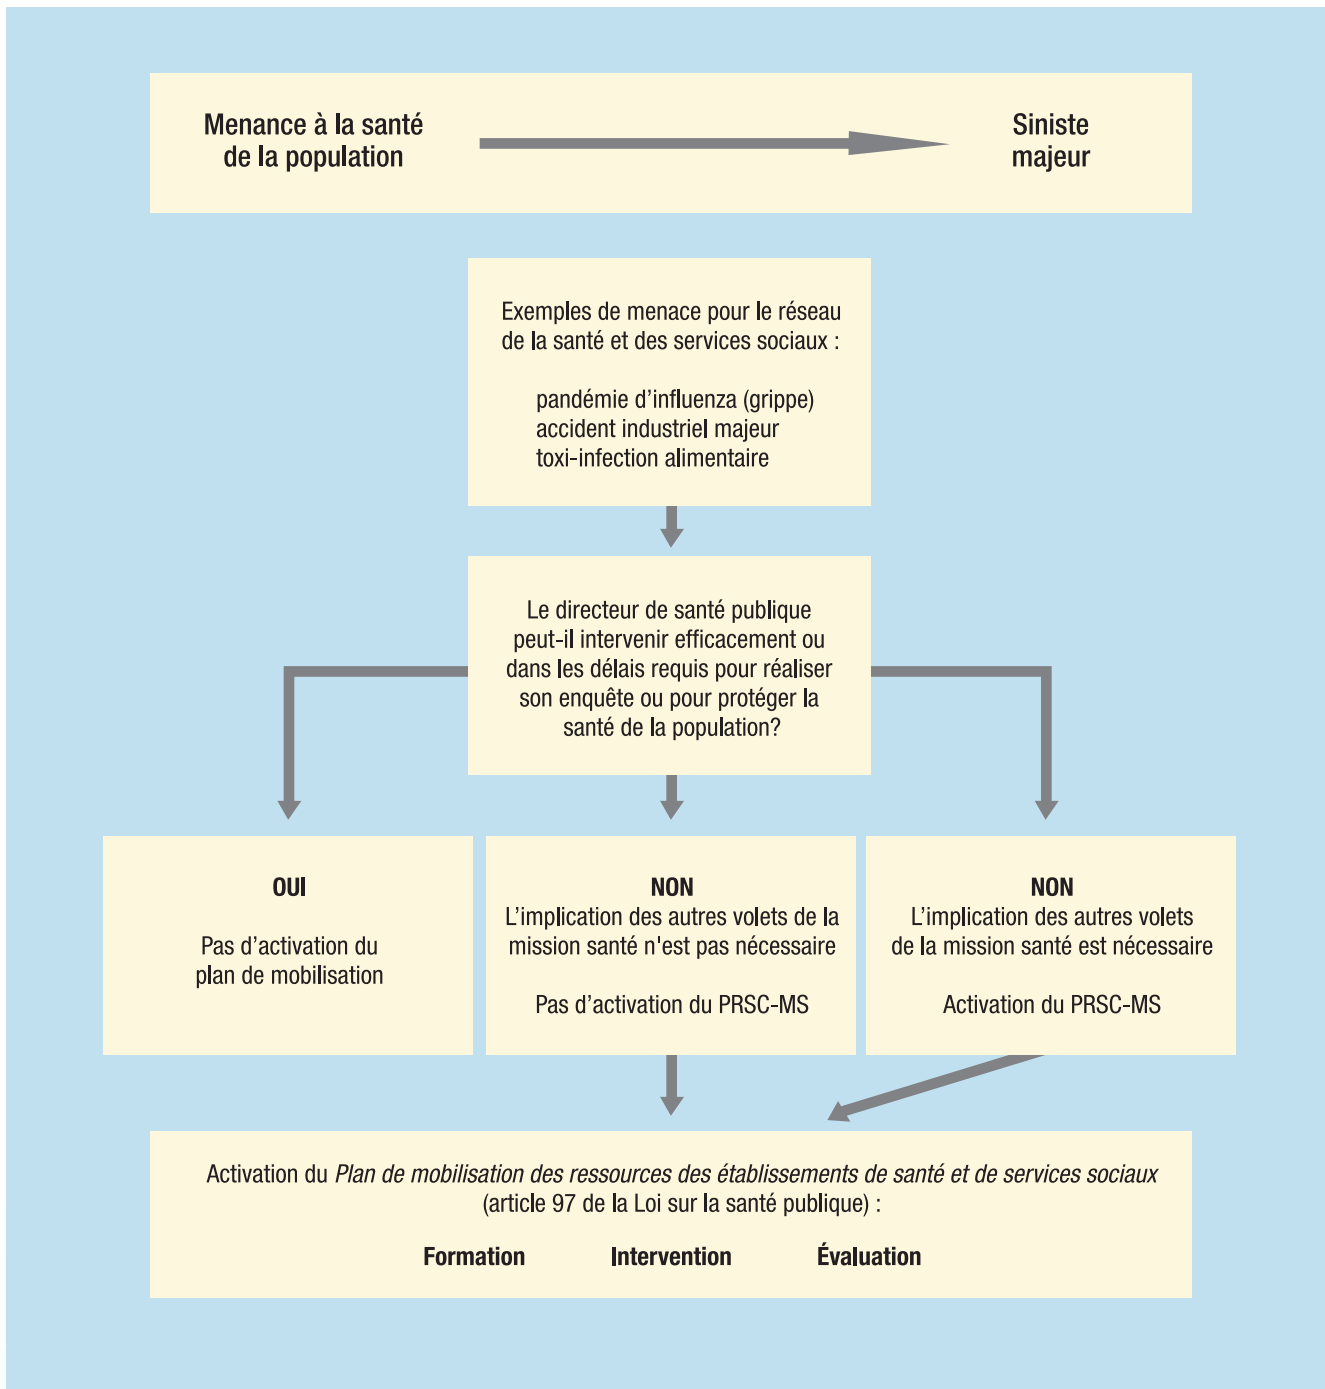 Menance à la santé
de la population
Siniste
majeur
Exemples de menace pour le réseau
de la santé et des services sociaux :
pandémie d'influenza (grippe)
accident industriel majeur
toxi-infection alimentaire
Le directeur de santé publique
peut-il intervenir efficacement ou
dans les délais requis pour réaliser
son enquête ou pour protéger la
santé de la population?
OUI
Pas d'activation du
plan de mobilisation
NON
L'implication des autres volets de la
mission santé n'est pas nécessaire
Pas d'activation du PRSC-MS
NON
L'implication des autres volets
de la mission santé est nécessaire
Activation du PRSC-MS
Activation du Plan de mobilisation des ressources des établissements de santé et de services sociaux
(article 97 de la Loi sur la santé publique) :
Formation Intervention Évaluation